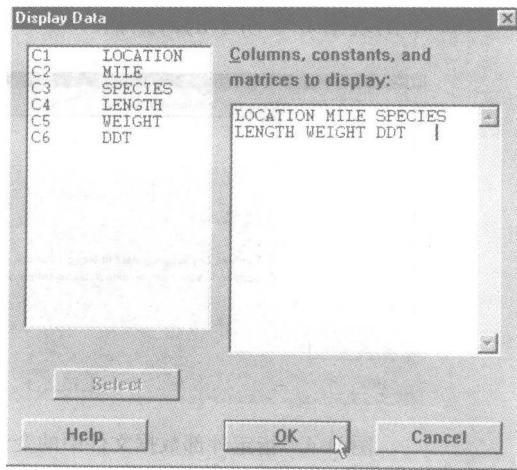 Display Data
C1 LOCATION
C2 MILE
C3 SPECIES
C4 LENGTH
C5 WEIGHT
C6 DDT
Columns, constants, and
matrices to display:
LOCATION MILE SPECIES
LENGTH WEIGHT DDT
Select
Help
OK
Cancel